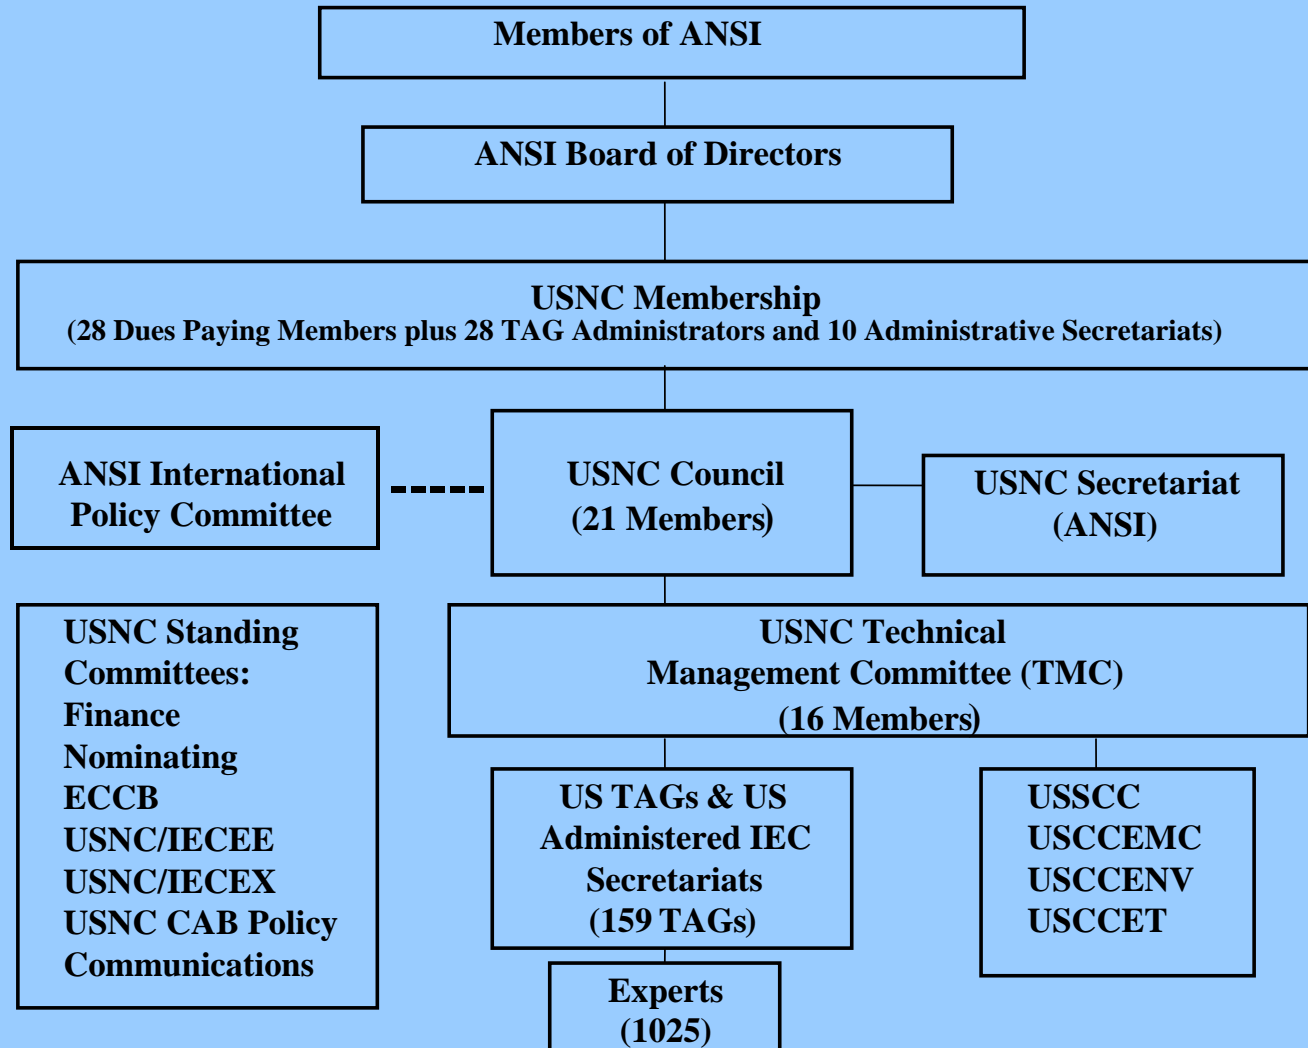 Members of ANSI
ANSI Board of Directors
USNC Membership
(28 Dues Paying Members plus 28 TAG Administrators and 10 Administrative Secretariats)
ANSI International
Policy Committee
USNC Council
(21 Members)
USNC Secretariat
(ANSI)
USNC Standing
Committees:
Finance
Nominating
ECCB
USNC/IECEE
USNC/IECEX
USNC CAB Policy
Communications
USNC Technical
Management Committee (TMC)
(16 Members)
US TAGs & US
Administered IEC
Secretariats
(159 TAGs)
USSCC
USCCEMC
USCCENV
USCCET
Experts
(1025)